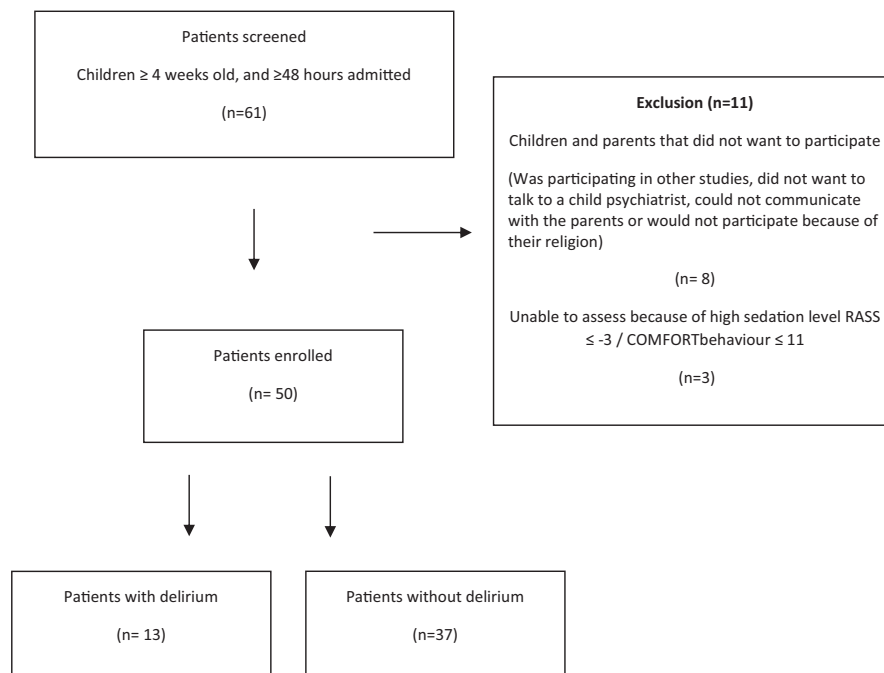 Patients screened
Children ≥ 4 weeks old, and ≥48 hours admitted
(n=61)
Exclusion (n=11)
Children and parents that did not want to participate
(Was participating in other studies, did not want to
talk to a child psychiatrist, could not communicate
with the parents or would not participate because of
their religion)
(n= 8)
Unable to assess because of high sedation level RASS
≤ -3 / COMFORTbehaviour ≤ 11
(n=3)
Patients enrolled
(n= 50)
Patients with delirium
(n= 13)
Patients without delirium
(n=37)